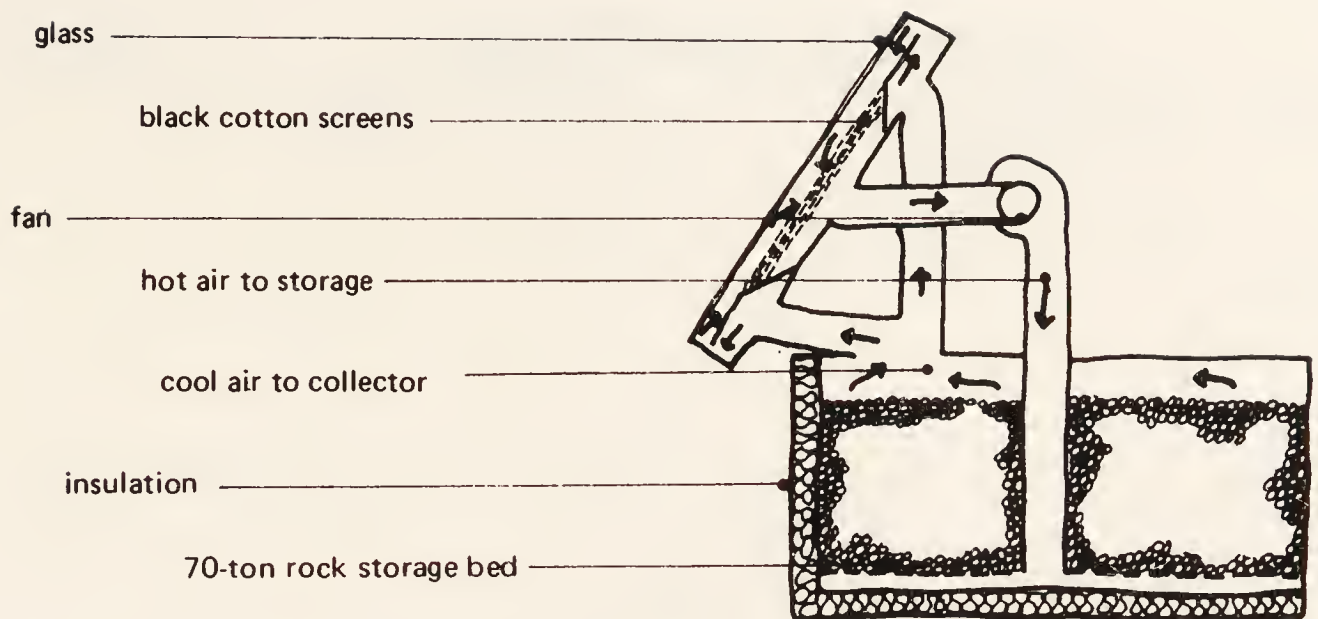 glass
black cotton screens
fan
hot air to storage
cool air to collector
insulation
70-ton rock storage bed